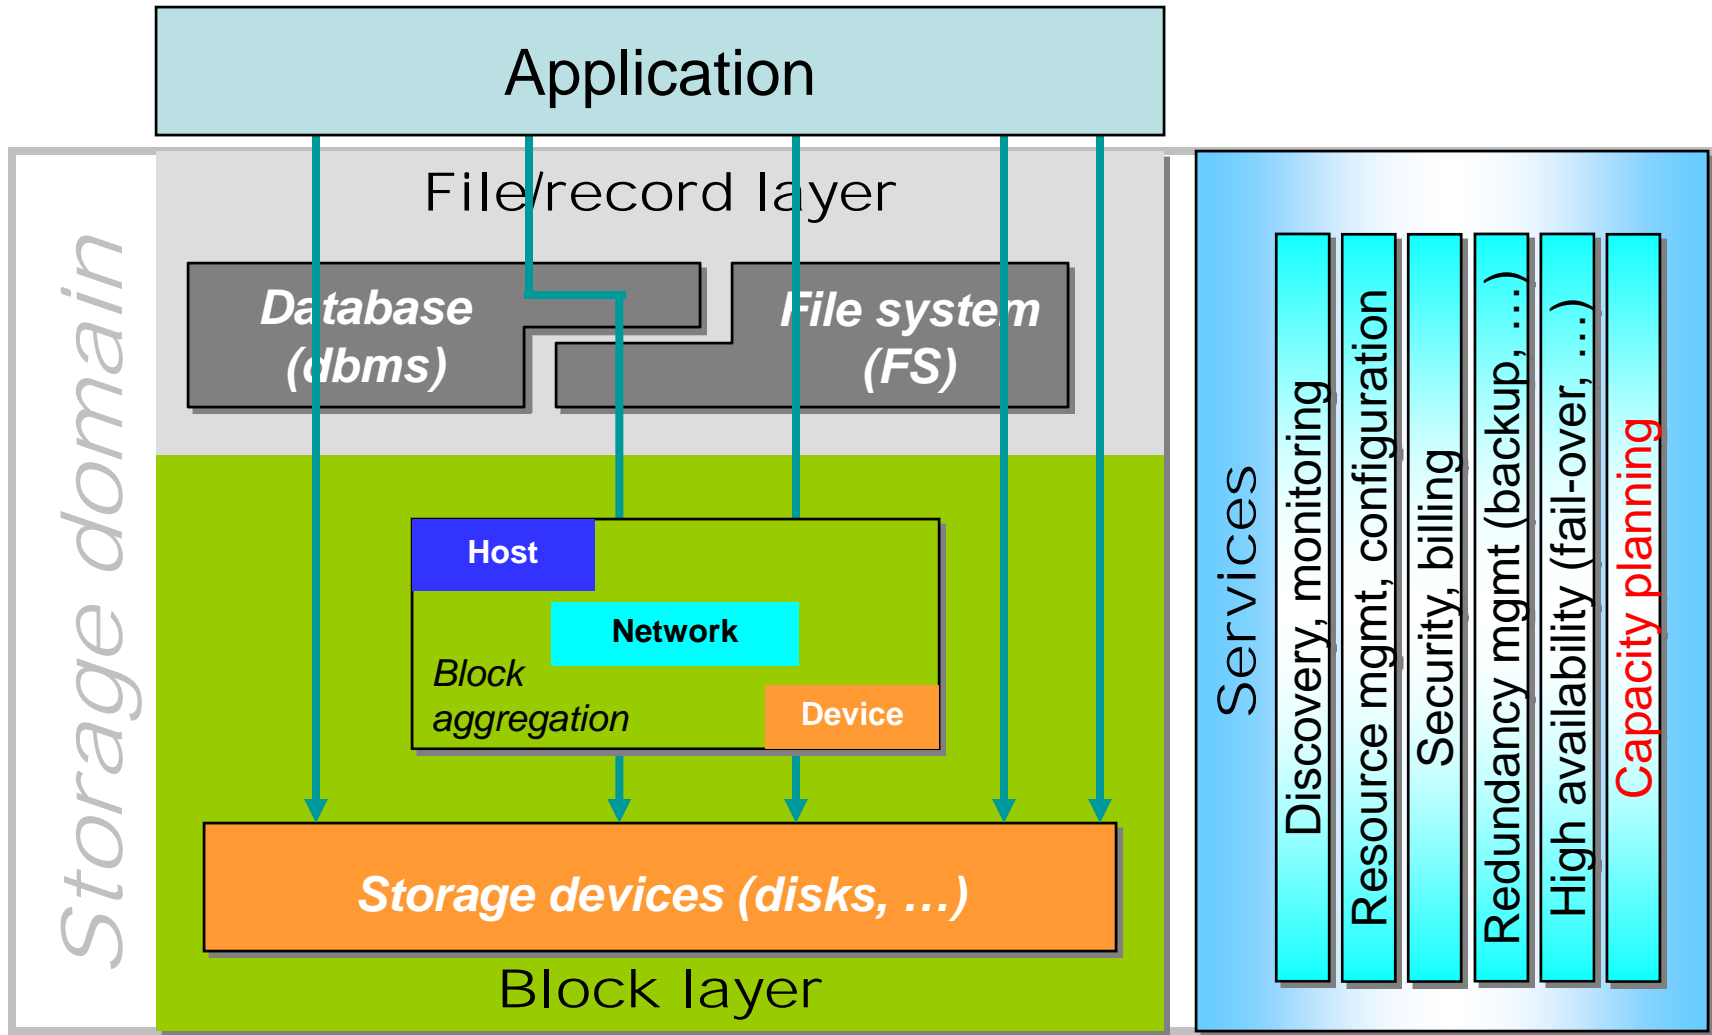 Application
Storage domain
File/record layer
Database
(dbms)
File system
(FS)
Host
Network
Device
Block
aggregation
Storage devices (disks, …)
Block layer
Services
Discovery, monitoring
Resource mgmt, configuration
Security, billing
Redundancy mgmt (backup, …)
High availability (fail-over, …)
Capacity planning